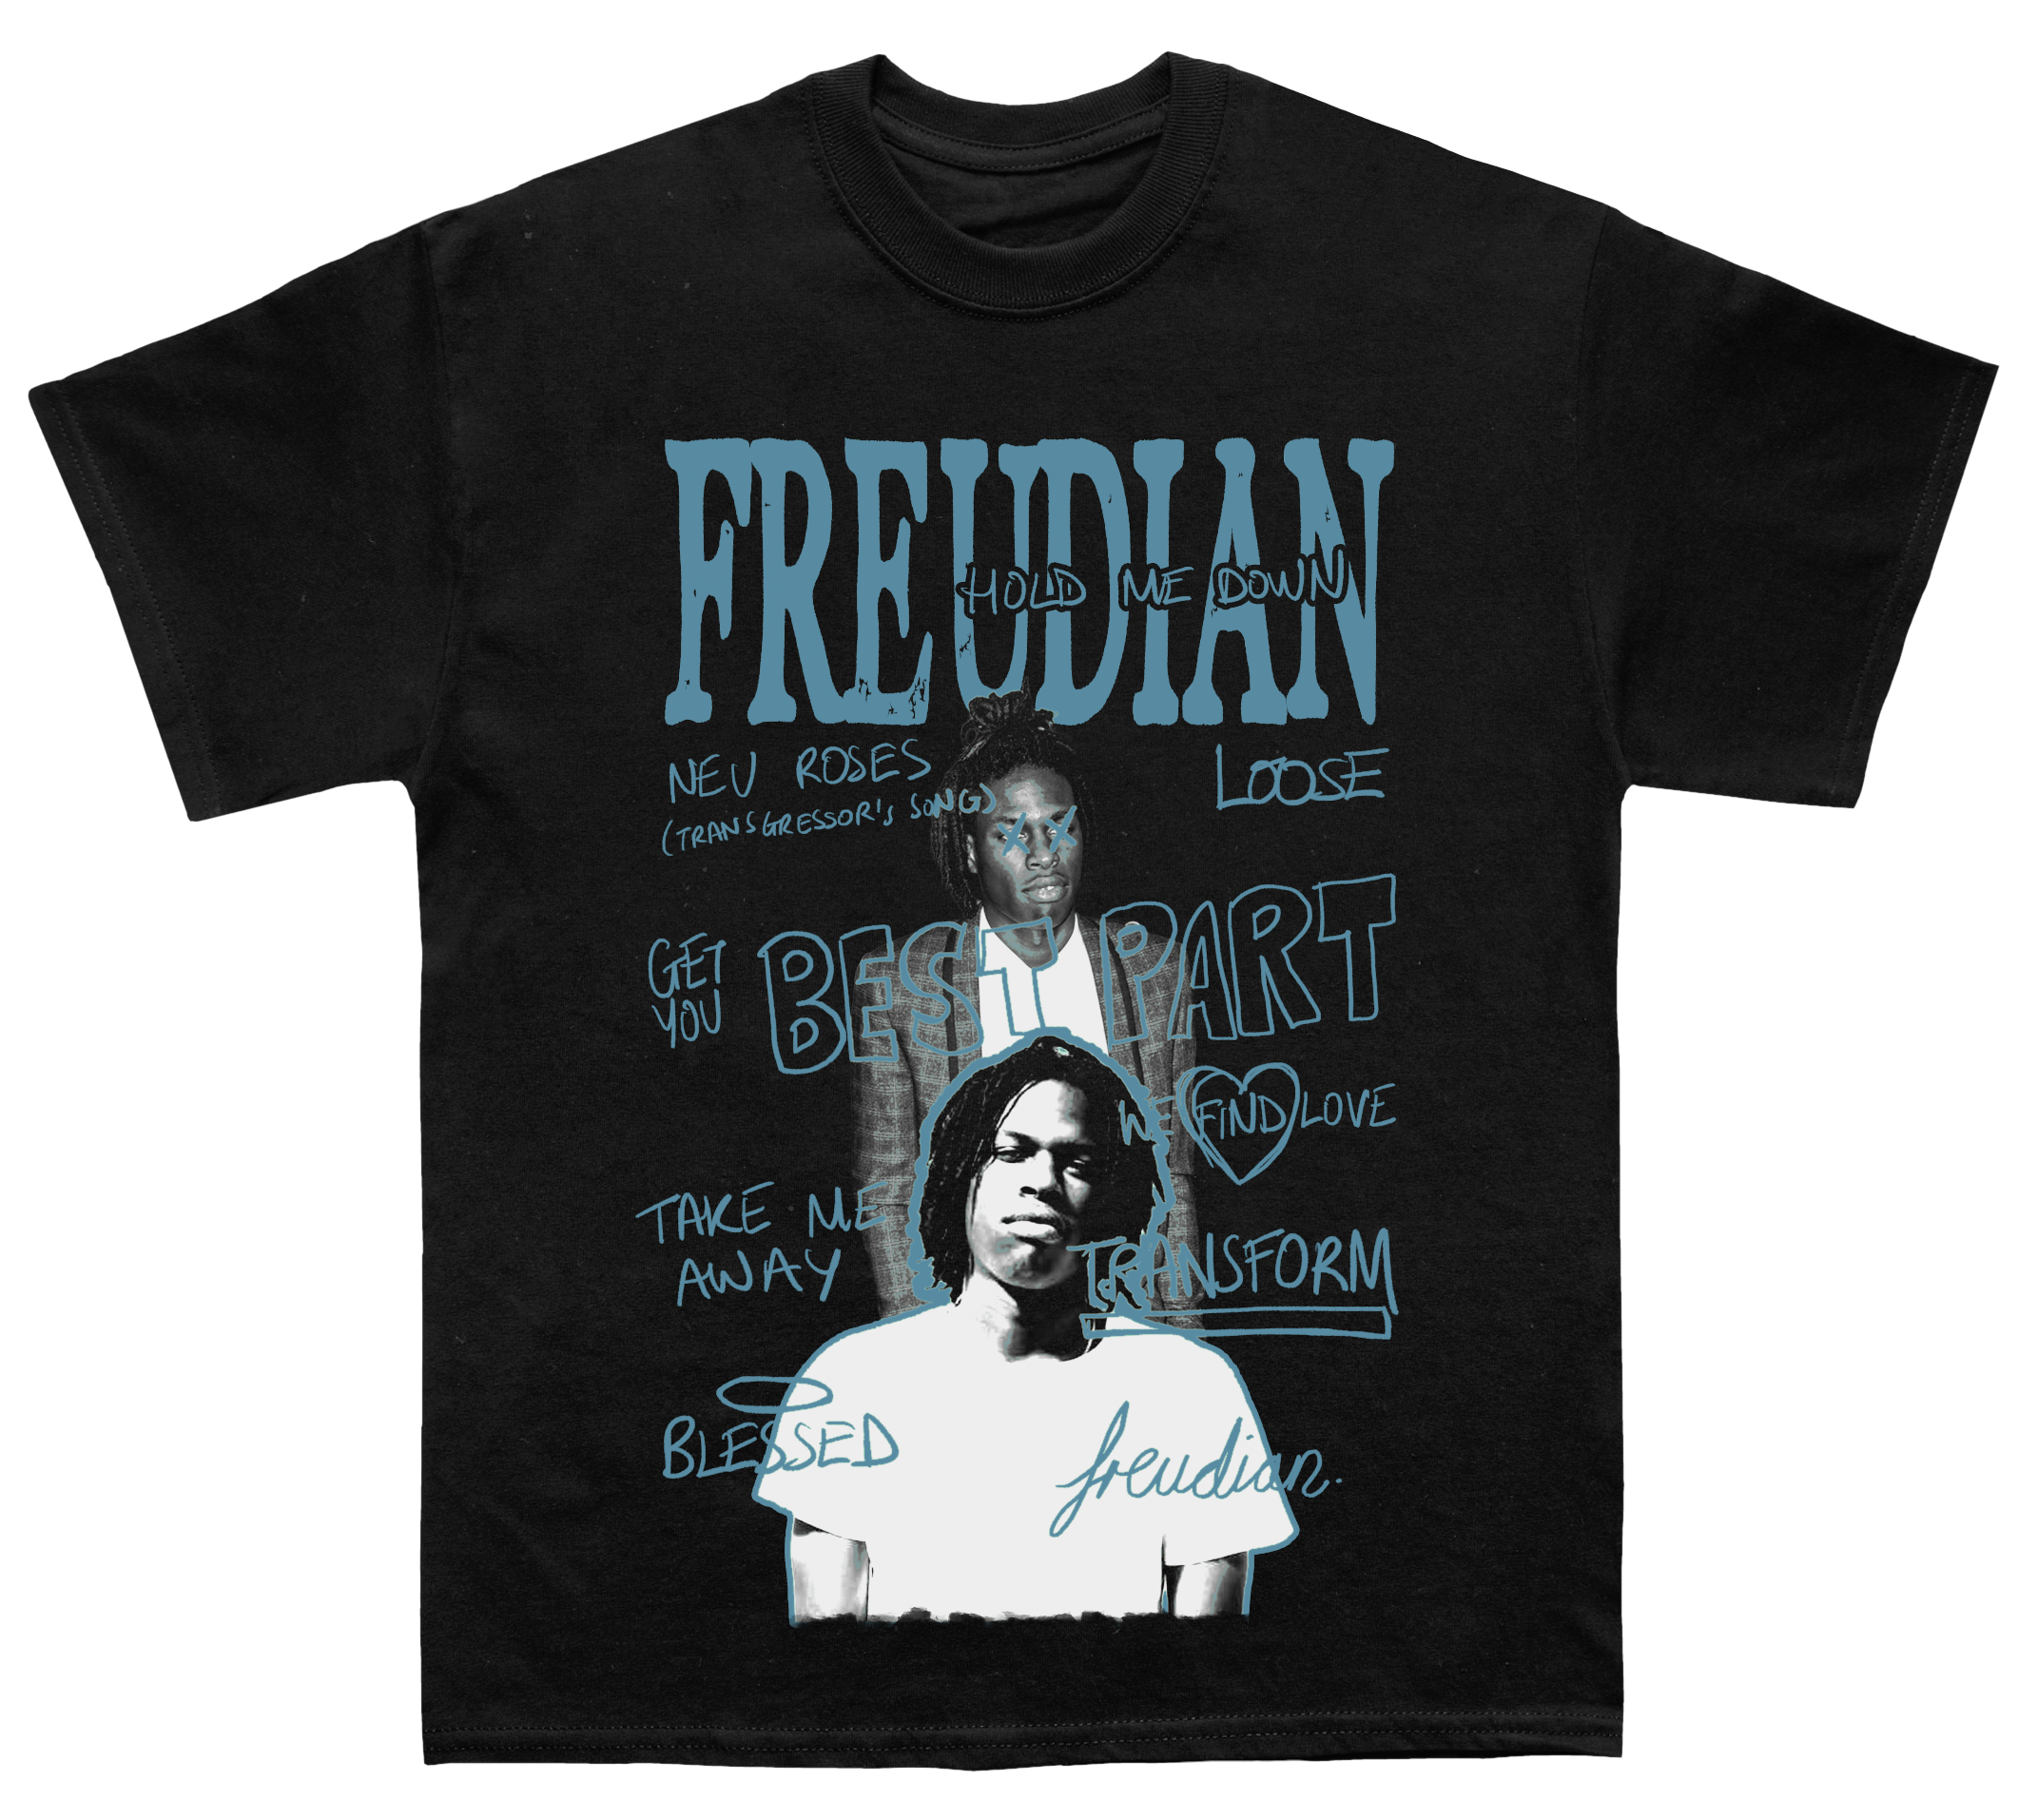 FREUDIAN
HOLD ME DOWN
NEU ROSES
(TRANSGRESSOR'S SONG)
LOOSE
BEST PART
GET
YOU
WE FIND LOVE
TAKE ME
AWAY
TRANSFORM
BLESSED
freudian.